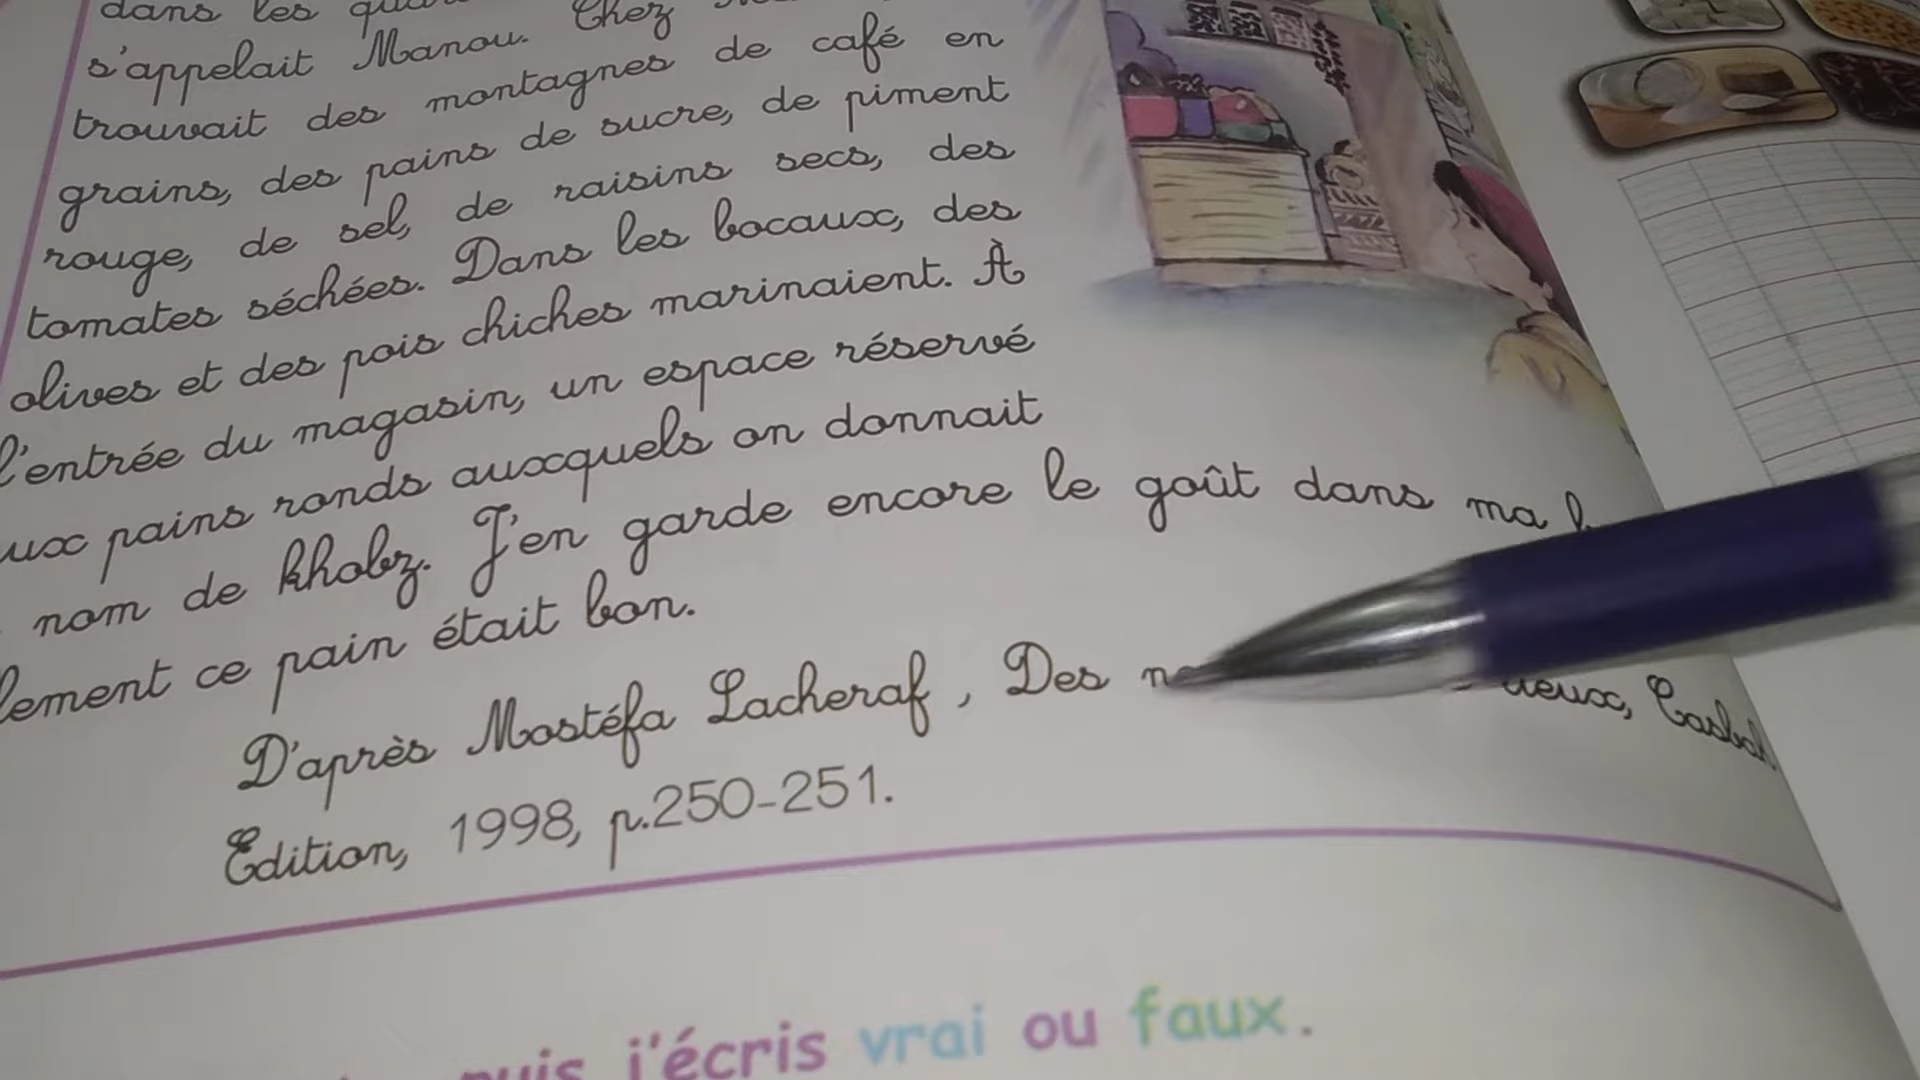 dans les
s'appelait Manou. Chez
trouvait des montagnes de café en
grains, des pains de sucre, de piment
rouge, de sel, de raisins secs, des
tomates séchées. Dans les bocaux, des
olives et des pois chiches marinaient. À
l'entrée du magasin, un espace réservé
aux pains ronds auxquels on donnait
nom de khobz. J'en garde encore le goût dans ma
lement ce pain était bon.
D'après Mostéfa Lacheraf, Des
Edition, 1998, p.250-251.
puis j'écris vrai ou faux.